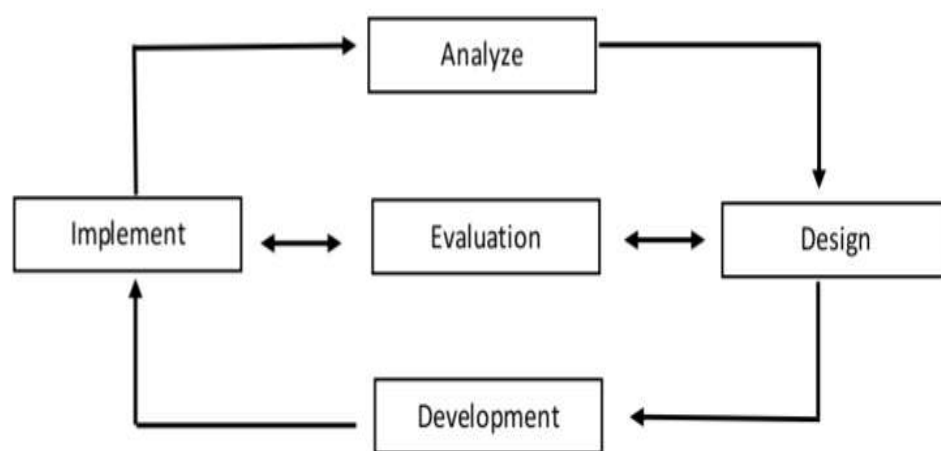 Analyze
Implement
Evaluation
Design
Development